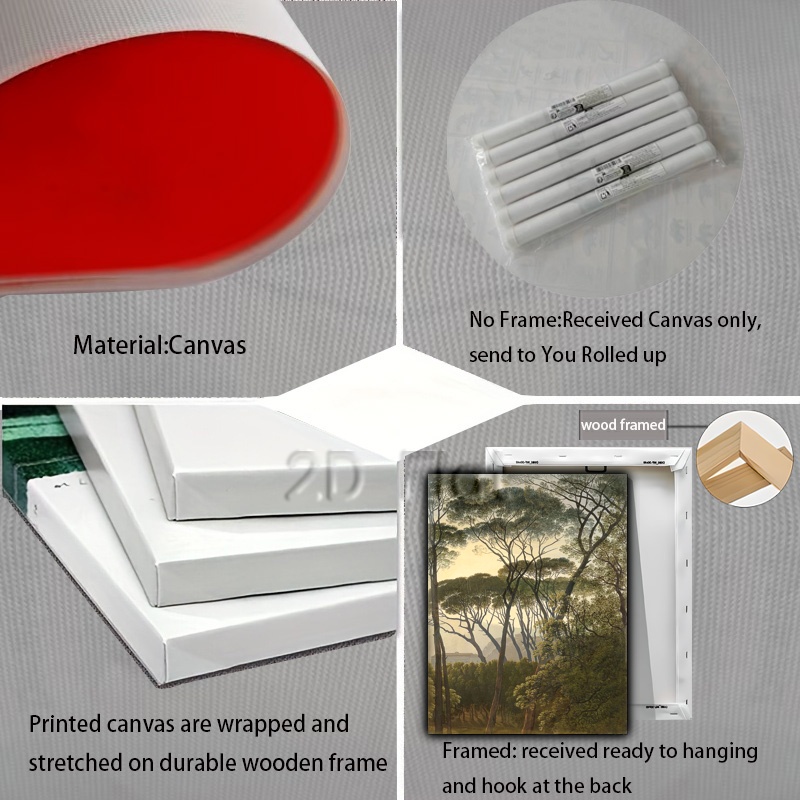 Material:Canvas
No Frame:Received Canvas only,
send to You Rolled up
wood framed
2D
Printed canvas are wrapped and
stretched on durable wooden frame
Framed: received ready to hanging
and hook at the back